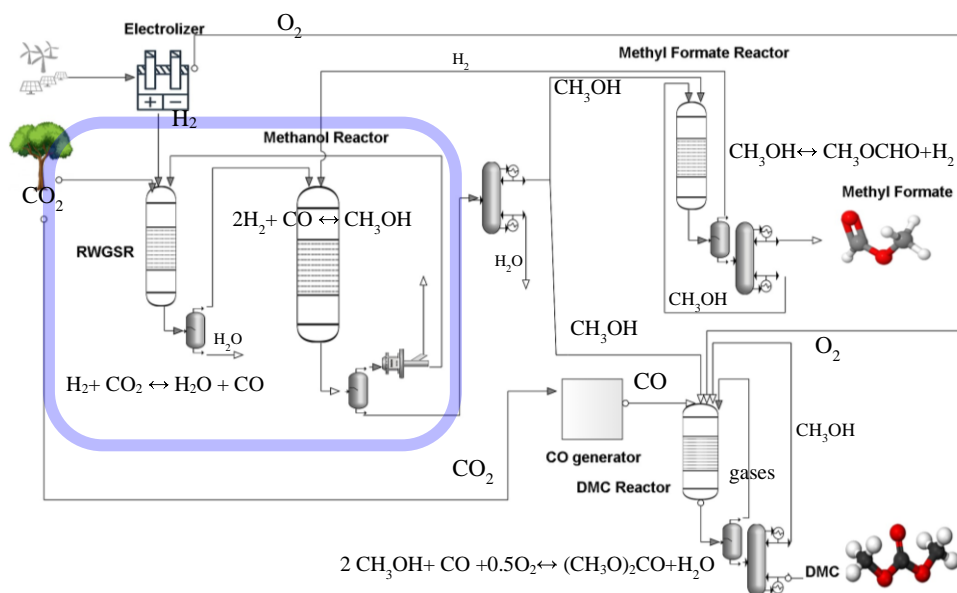 Electrolizer
O₂
H₂
Methyl Formate Reactor
CH₃OH
H₂
Methanol Reactor
CH₃OH↔ CH₃OCHO+H₂
CO₂
2H₂+ CO ↔CH₃OH
Methyl Formate
RWGSR
H₂O
CH₃OH
H₂O
CH₃OH
O₂
H₂+ CO₂ ↔ H₂O + CO
CO
CH₃OH
CO generator
CO₂
DMC Reactor
gases
2 CH₃OH+ CO +0.5O₂↔ (CH₃O)₂CO+H₂O
DMC